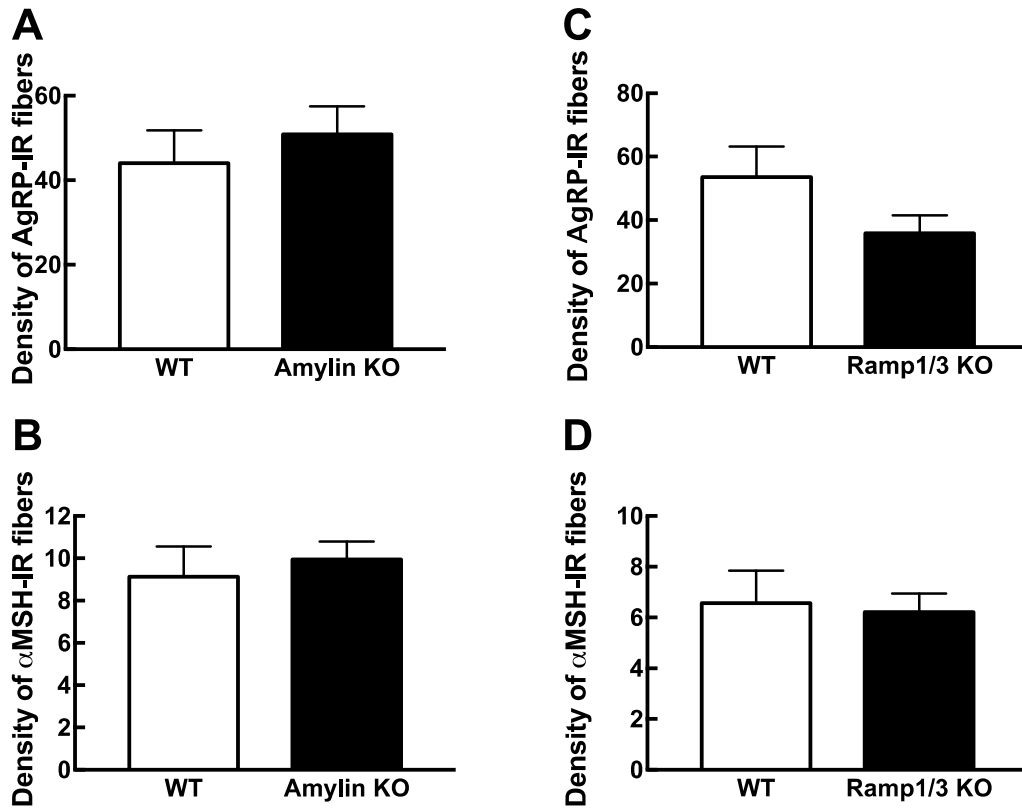 A
Density of AgRP-IR fibers
60
40
20
0
WT Amylin KO
C
Density of AgRP-IR fibers
80
60
40
20
0
WT Ramp1/3 KO
B
Density of αMSH-IR fibers
12
10
8
6
4
2
0
WT Amylin KO
D
Density of αMSH-IR fibers
10
8
6
4
2
0
WT Ramp1/3 KO